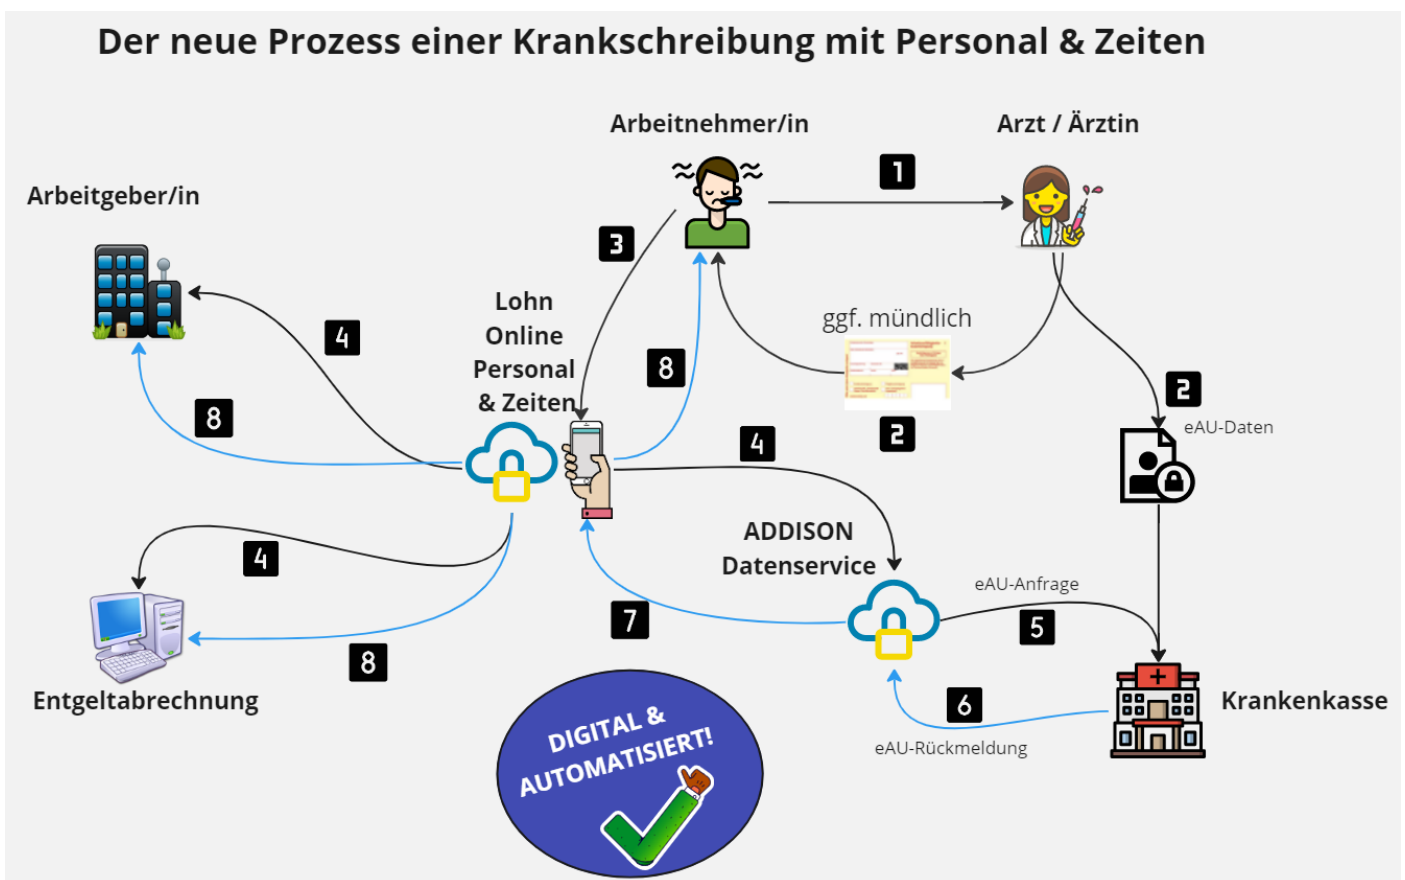 Der neue Prozess einer Krankschreibung mit Personal & Zeiten
Arbeitnehmer/in
Arzt / Ärztin
1
Arbeitgeber/in
3
Lohn
Online
Personal
& Zeiten
4
8
ggf. mündlich
8
2
2
eAU-Daten
4
4
ADDISON
Datenservice
eAU-Anfrage
5
7
8
Entgeltabrechnung
6
eAU-Rückmeldung
Krankenkasse
DIGITAL &
AUTOMATISIERT!